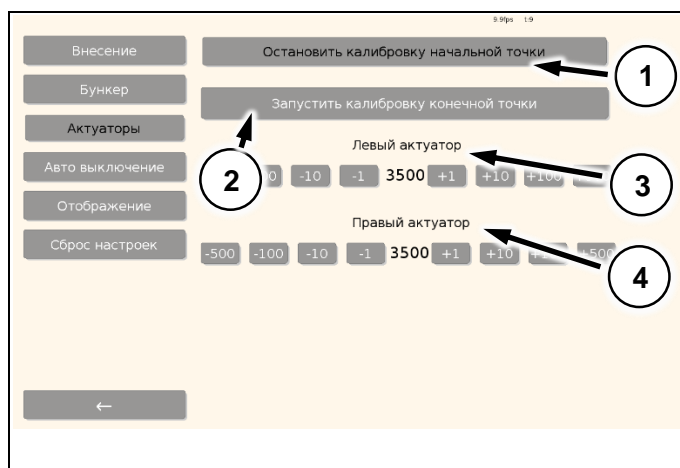 9.9fps 1:9
Внесение
Бункер
Актуаторы
Авто выключение
Отображение
Сброс настроек
←
Остановить калибровку начальной точки
1
Запустить калибровку конечной точки
2
Левый актуатор
3
-10 -1 3500 +1 +10 +100
Правый актуатор
4
-500 -100 -10 -1 3500 +1 +10 +500